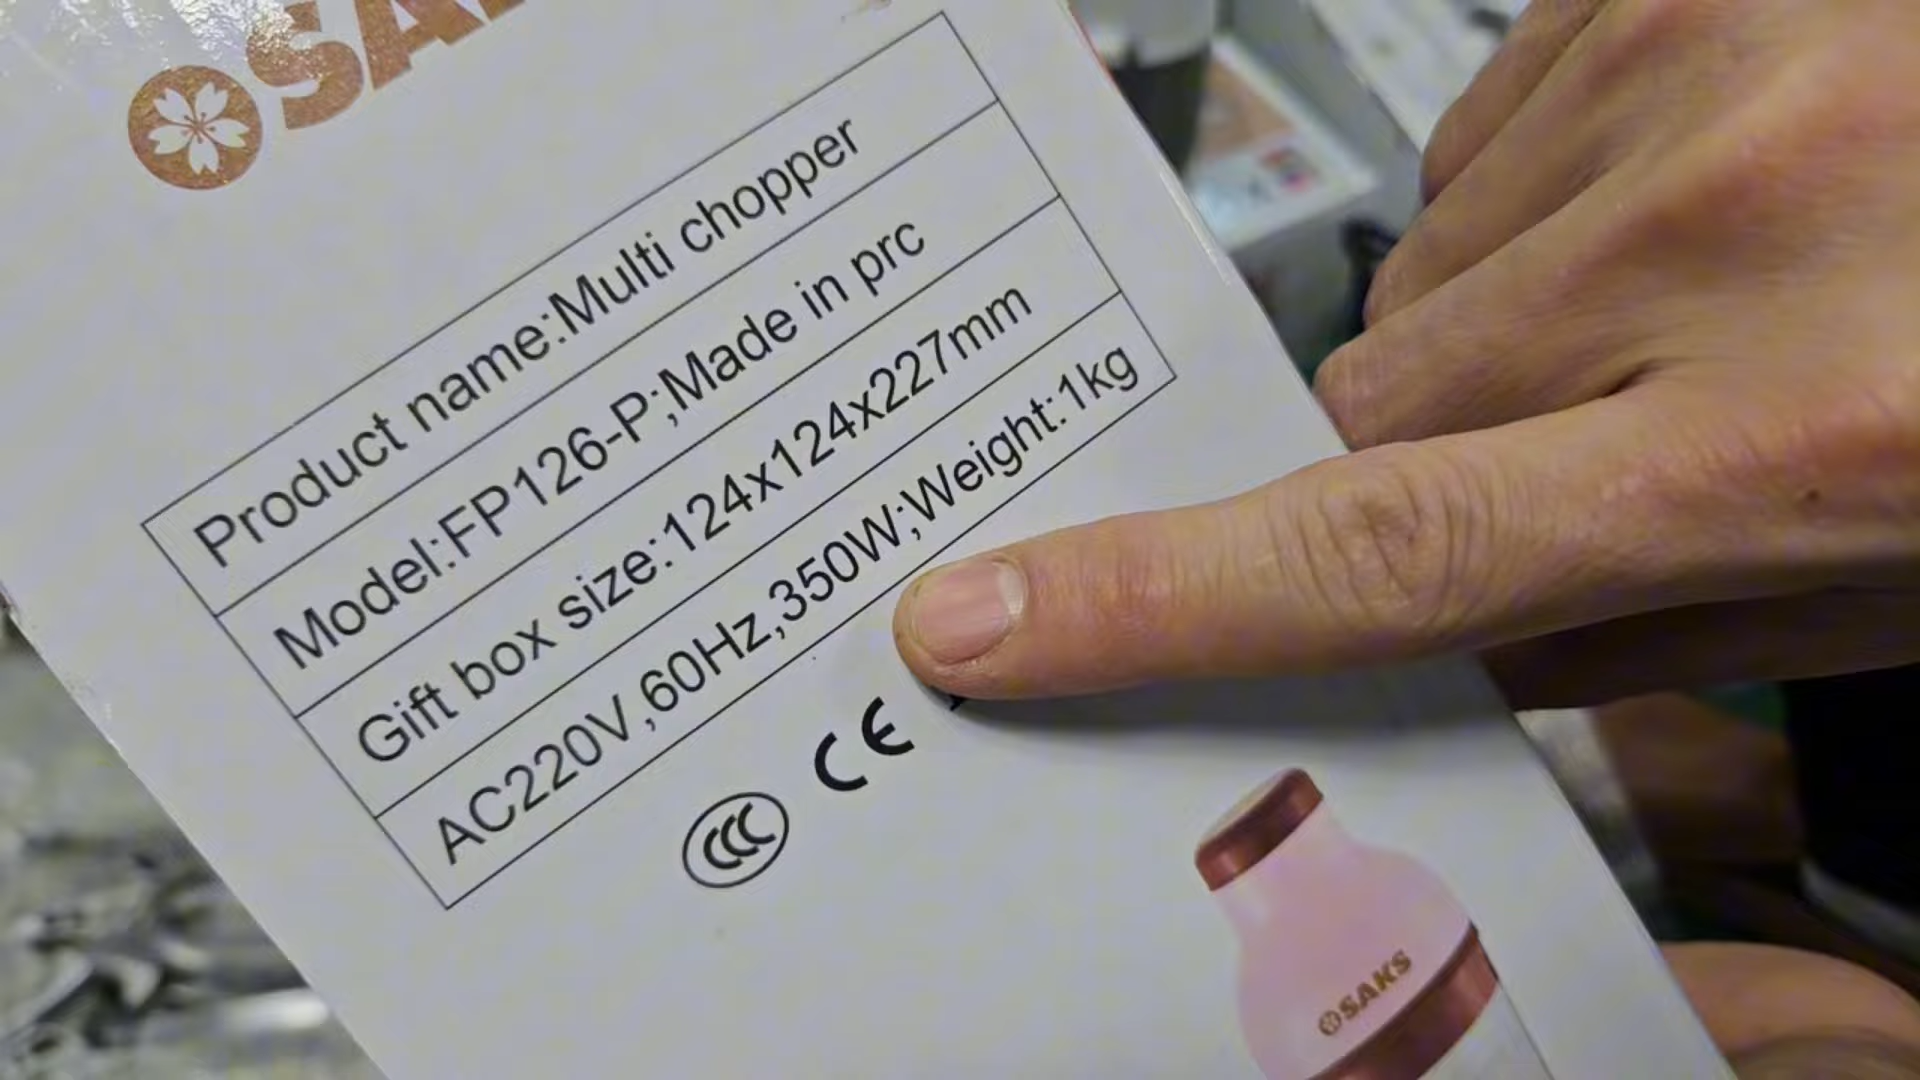 Product name:Multi chopper
Model:FP126-P;Made in prc
Gift box size:124x124x227mm
AC220V,60Hz,350W;Weight:1kg
CCC CE
SAKS